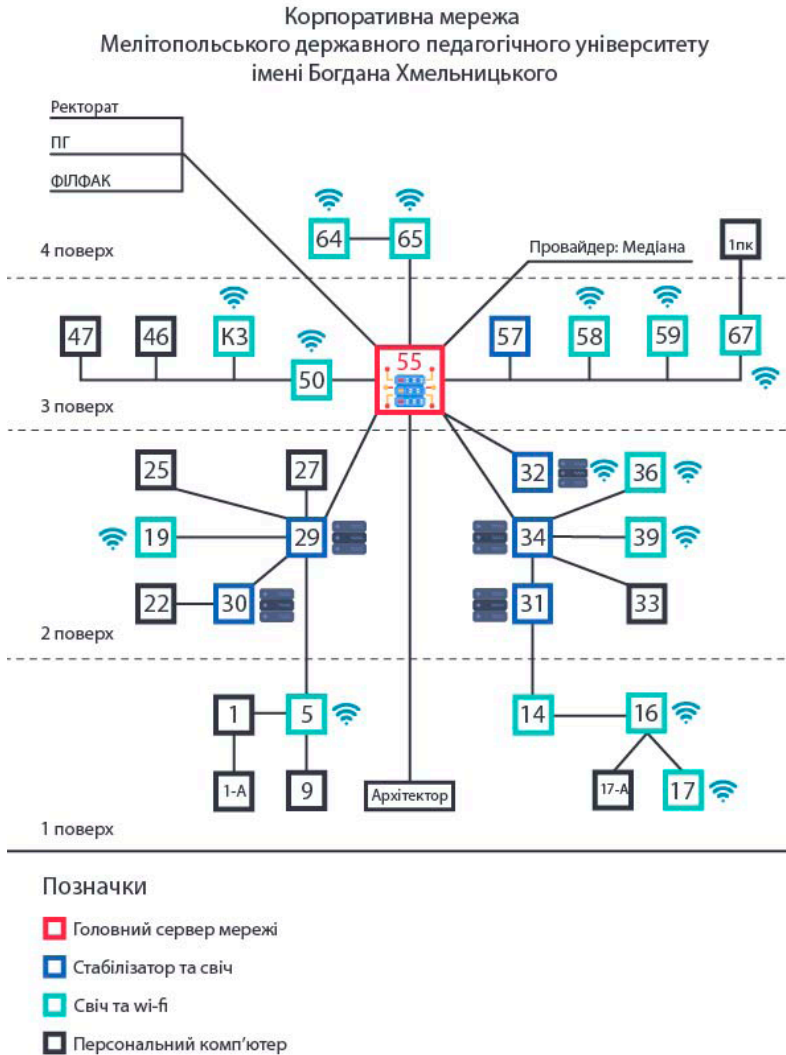 Корпоративна мережа
Мелітопольського державного педагогічного університету
імені Богдана Хмельницького
Ректорат
ПГ
ФІЛФАК
64
65
Провайдер: Медіана
1пк
4 поверх
47
46
К3
50
55
57
58
59
67
3 поверх
25
27
32
36
19
29
34
39
22
30
31
33
2 поверх
1
5
14
16
1-А
9
Архітектор
17-А
17
1 поверх
Позначки
Головний сервер мережі
Стабілізатор та свіч
Свіч та wi-fi
Персональний комп’ютер